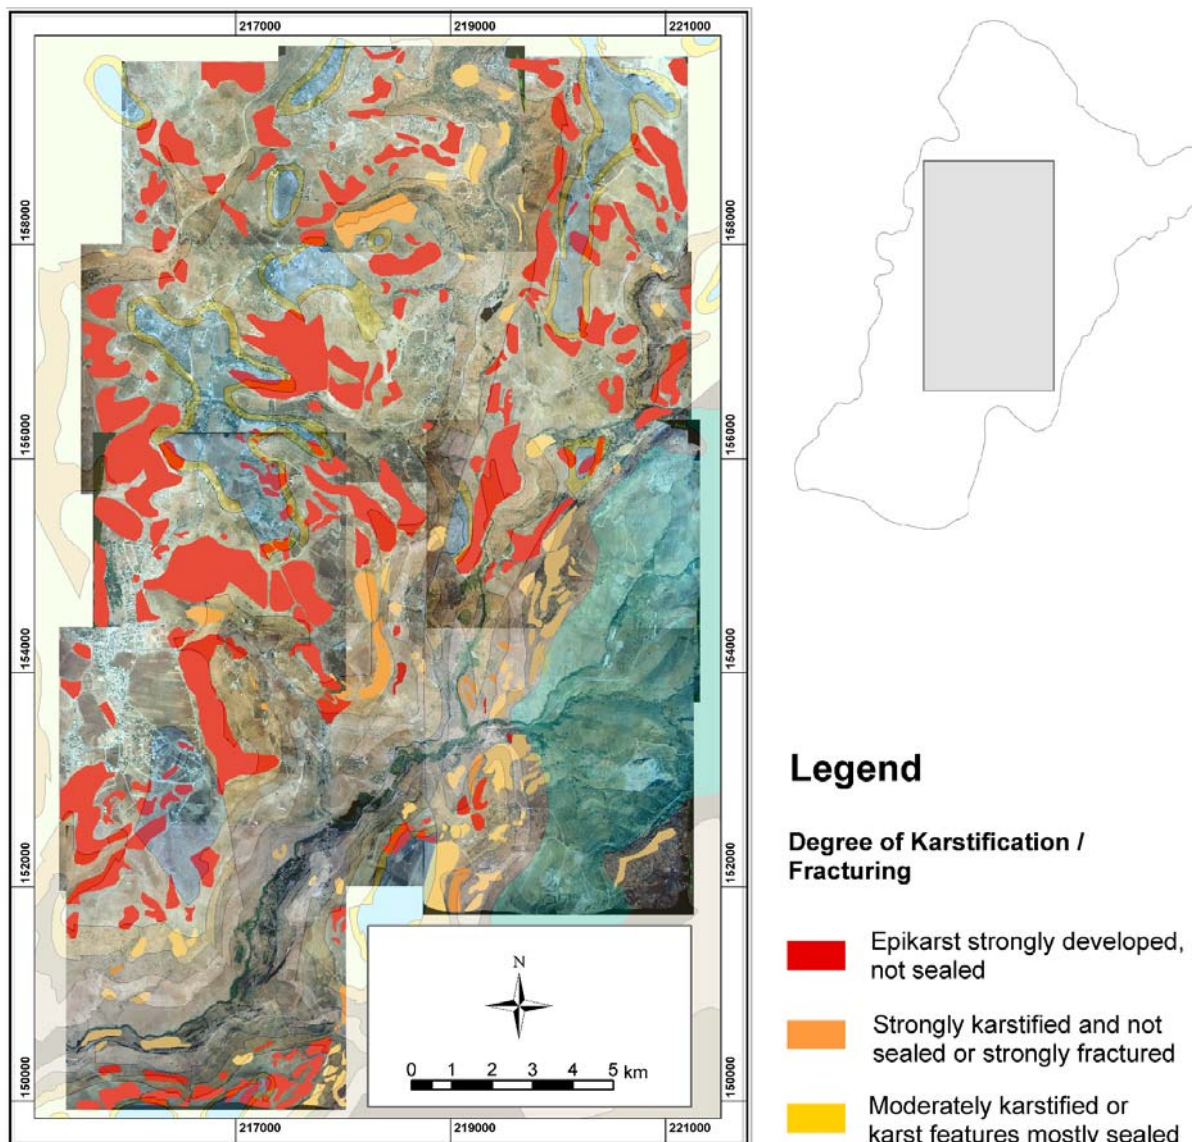 217000 219000 221000
158000 158000
156000 156000
154000 154000
152000 152000
150000 150000
N
0 1 2 3 4 5 km
217000 219000 221000
Legend
Degree of Karstification /
Fracturing
Epikarst strongly developed,
not sealed
Strongly karstified and not
sealed or strongly fractured
Moderately karstified or
karst features mostly sealed